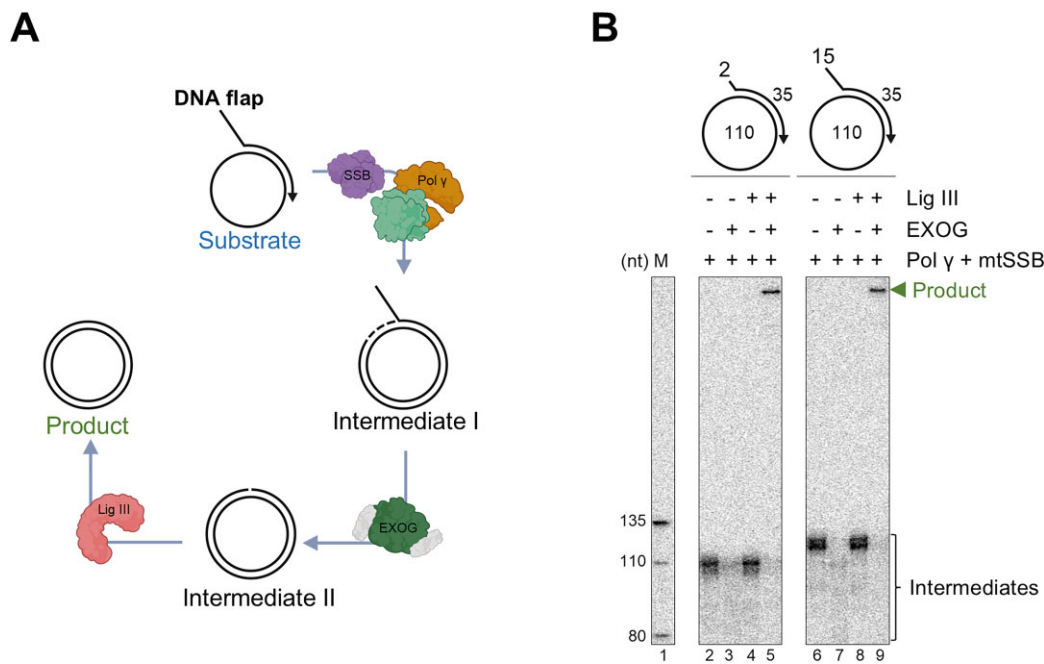 A
DNA flap
SSB
Pol γ
Substrate
Intermediate I
Product
Lig III
EXOG
Intermediate II
B
2
35
110
15
35
110
- - + + - - + + Lig III
- + - + - + - + EXOG
(nt) M + + + + + + + + Pol γ + mtSSB
Product
135
110
80
Intermediates
1 2 3 4 5 6 7 8 9